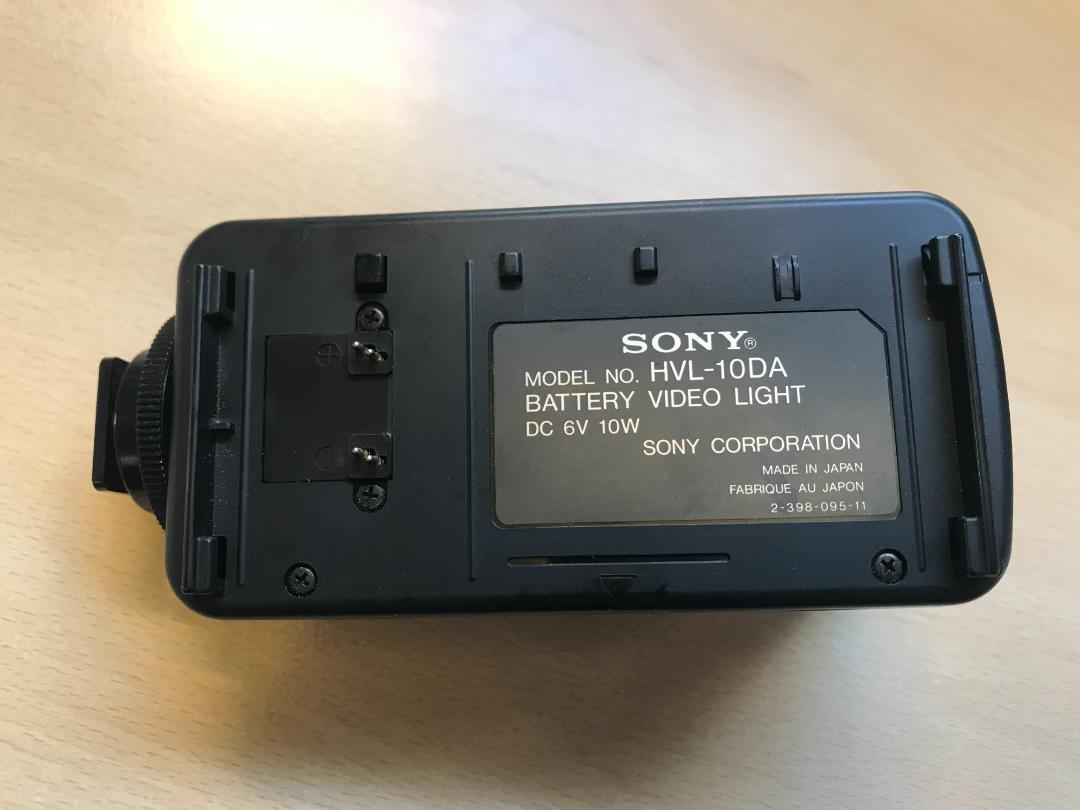 SONY®
MODEL NO. HVL-10DA
BATTERY VIDEO LIGHT
DC 6V 10W
SONY CORPORATION
MADE IN JAPAN
FABRIQUE AU JAPON
2-398-095-11